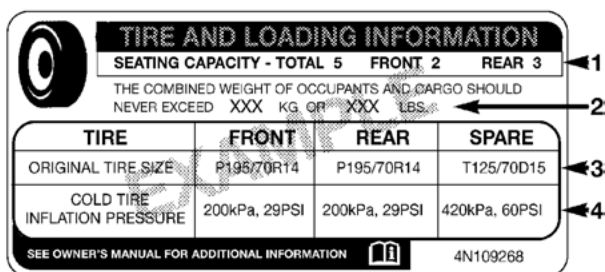 TIRE AND LOADING INFORMATION
SEATING CAPACITY - TOTAL 5 FRONT 2 REAR 3
1
THE COMBINED WEIGHT OF OCCUPANTS AND CARGO SHOULD
NEVER EXCEED XXX KG OR XXX LBS.
2
TIRE FRONT REAR SPARE
ORIGINAL TIRE SIZE P195/70R14 P195/70R14 T125/70D15
3
COLD TIRE
INFLATION PRESSURE 200kPa, 29PSI 200kPa, 29PSI 420kPa, 60PSI
4
SEE OWNER'S MANUAL FOR ADDITIONAL INFORMATION i 4N109268
EXAMPLE